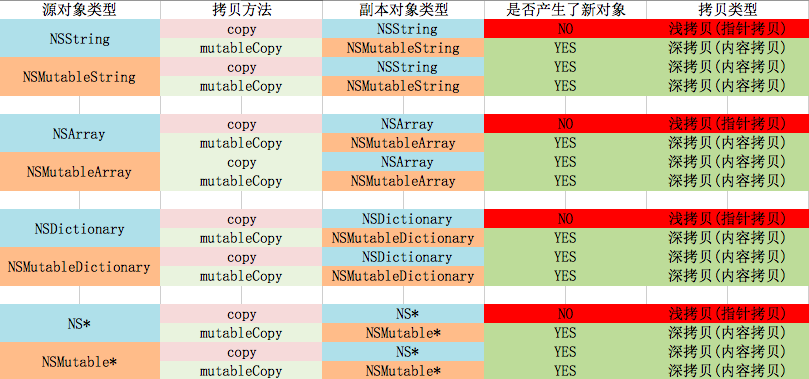 源对象类型 拷贝方法 副本对象类型 是否产生了新对象 拷贝类型
NSString copy NSString NO 浅拷贝(指针拷贝)
mutableCopy NSMutableString YES 深拷贝(内容拷贝)
NSMutableString copy NSString YES 深拷贝(内容拷贝)
mutableCopy NSMutableString YES 深拷贝(内容拷贝)
NSArray copy NSArray NO 浅拷贝(指针拷贝)
mutableCopy NSMutableArray YES 深拷贝(内容拷贝)
NSMutableArray copy NSArray YES 深拷贝(内容拷贝)
mutableCopy NSMutableArray YES 深拷贝(内容拷贝)
NSDictionary copy NSDictionary NO 浅拷贝(指针拷贝)
mutableCopy NSMutableDictionary YES 深拷贝(内容拷贝)
NSMutableDictionary copy NSDictionary YES 深拷贝(内容拷贝)
mutableCopy NSMutableDictionary YES 深拷贝(内容拷贝)
NS* copy NS* NO 浅拷贝(指针拷贝)
mutableCopy NSMutable* YES 深拷贝(内容拷贝)
NSMutable* copy NS* YES 深拷贝(内容拷贝)
mutableCopy NSMutable* YES 深拷贝(内容拷贝)